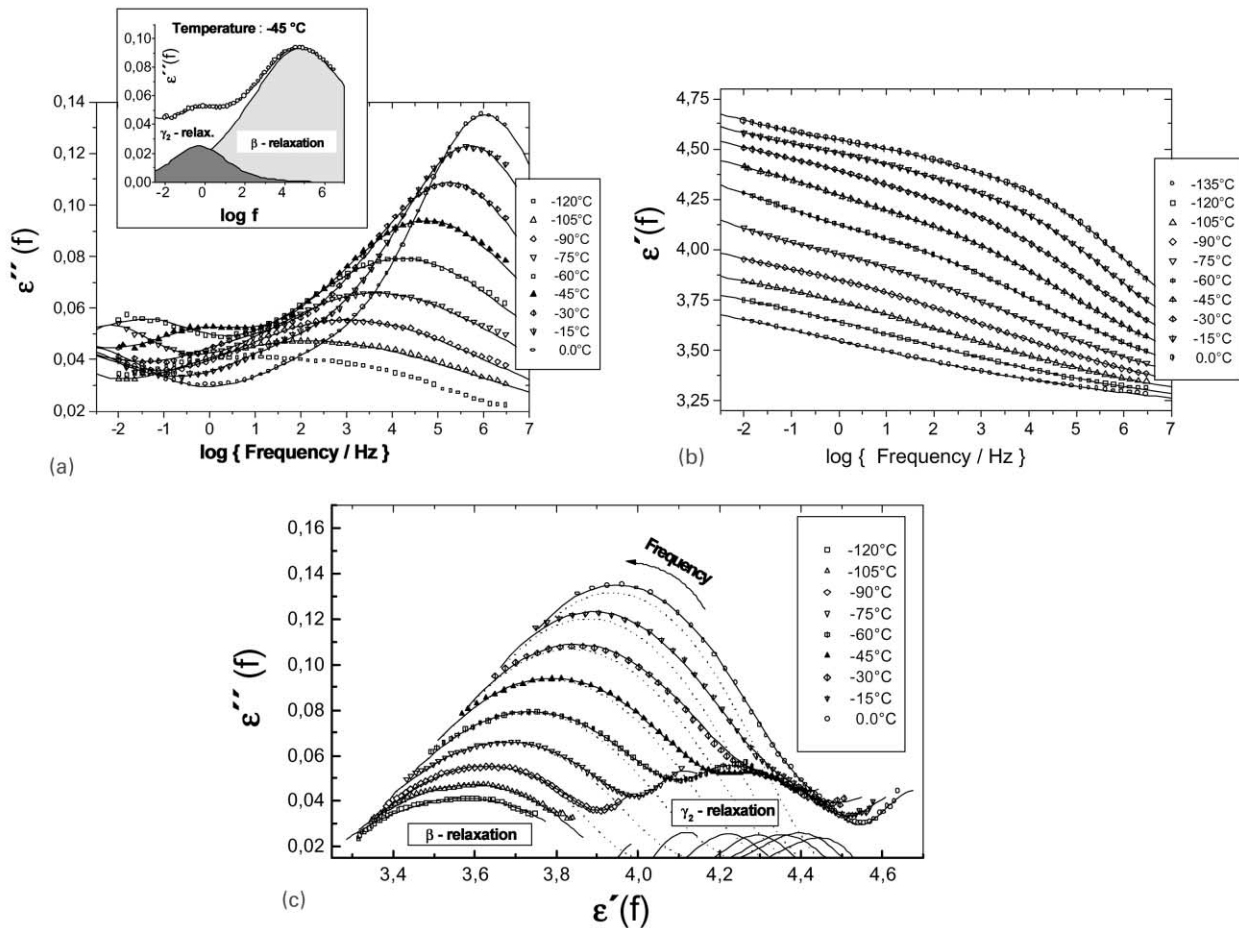 Temperature : -45 °C
0,10
0,08
0,06
0,04
0,02
0,00
ε´´(f)
γ2 - relax.
β - relaxation
-2
0
2
4
6
log f
0,14
0,12
0,10
0,08
0,06
0,04
0,02
ε´´ (f)
-2
-1
0
1
2
3
4
5
6
7
log { Frequency / Hz }
-120°C
-105°C
-90°C
-75°C
-60°C
-45°C
-30°C
-15°C
0.0°C
(a)
4,75
4,50
4,25
4,00
3,75
3,50
3,25
ε´(f)
-2
-1
0
1
2
3
4
5
6
7
log { Frequency / Hz }
-135°C
-120°C
-105°C
-90°C
-75°C
-60°C
-45°C
-30°C
-15°C
0.0°C
(b)
0,16
0,14
0,12
0,10
0,08
0,06
0,04
0,02
ε´´ (f)
Frequency
β - relaxation
γ2 - relaxation
-120°C
-105°C
-90°C
-75°C
-60°C
-45°C
-30°C
-15°C
0.0°C
3,4
3,6
3,8
4,0
4,2
4,4
4,6
ε´(f)
(c)